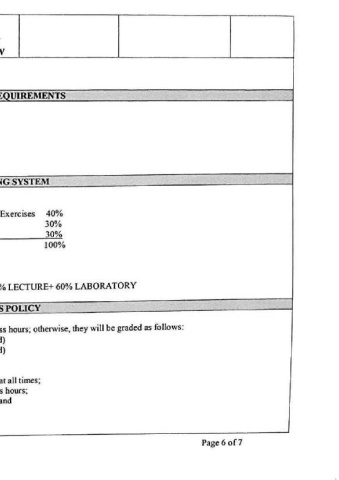 W
EQUIREMENTS
NG SYSTEM
Exercises 40%
30%
30%
100%
% LECTURE+ 60% LABORATORY
S POLICY
ss hours; otherwise, they will be graded as follows:
d)
d)
at all times;
s hours;
and
Page 6 of 7